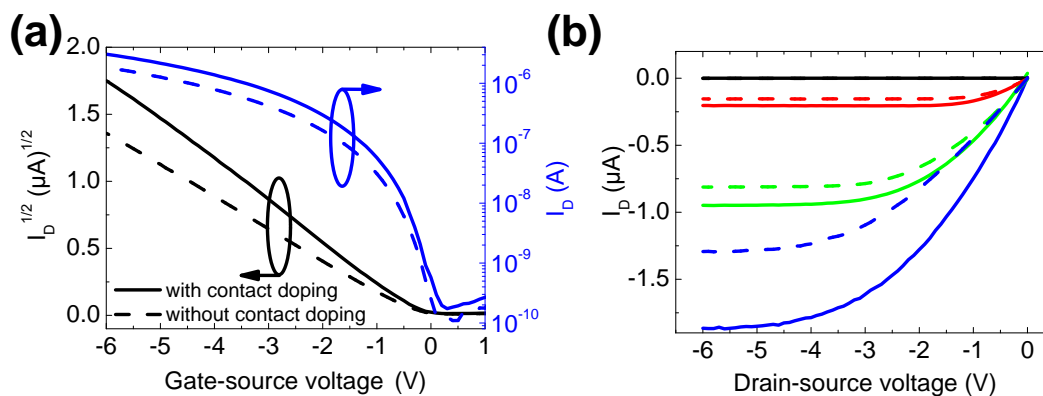 (a)
2.0
1.5
1.0
0.5
0.0
I_D^1/2 (µA)^1/2
with contact doping
without contact doping
-6 -5 -4 -3 -2 -1 0 1
Gate-source voltage (V)
10^-6
10^-7
10^-8
10^-9
10^-10
I_D (A)
(b)
0.0
-0.5
-1.0
-1.5
I_D (µA)
-6 -5 -4 -3 -2 -1 0
Drain-source voltage (V)